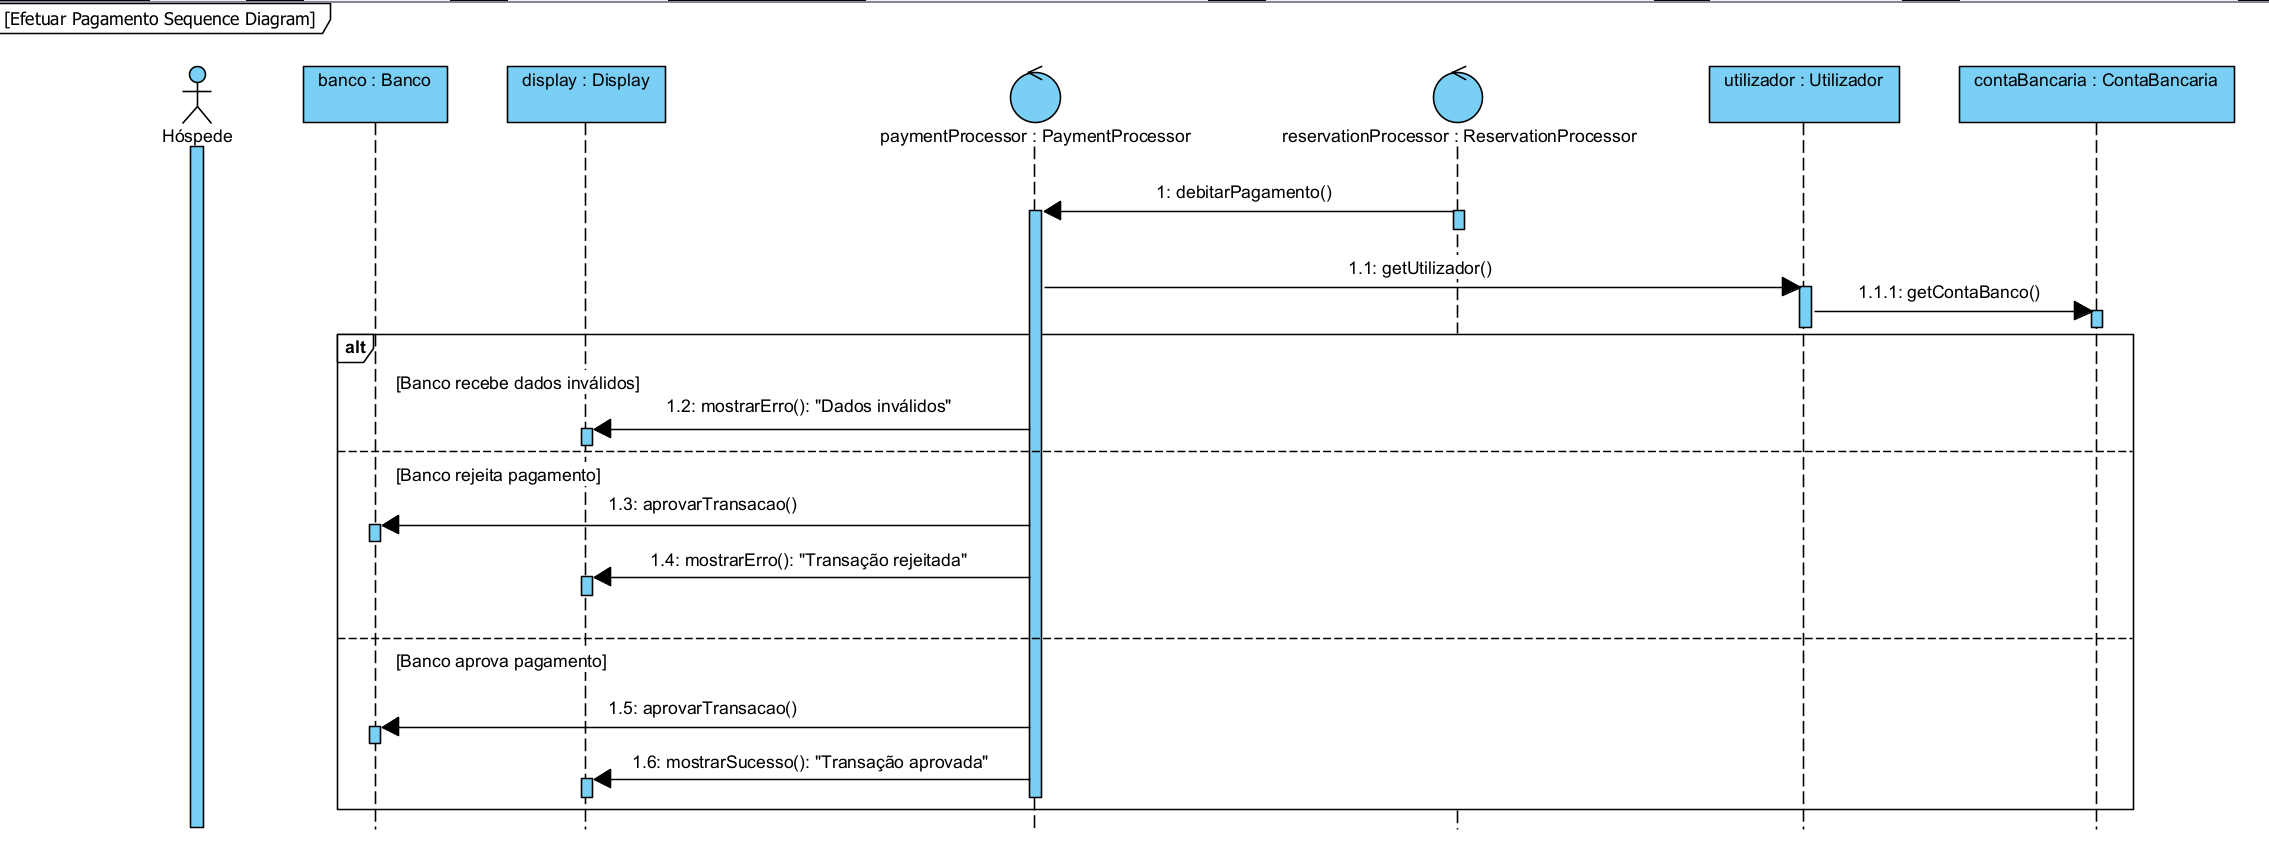 [Efetuar Pagamento Sequence Diagram]
Hóspede
banco : Banco
display : Display
paymentProcessor : PaymentProcessor
reservationProcessor : ReservationProcessor
utilizador : Utilizador
contaBancaria : ContaBancaria
1: debitarPagamento()
1.1: getUtilizador()
1.1.1: getContaBanco()
alt
[Banco recebe dados inválidos]
1.2: mostrarErro(): "Dados inválidos"
[Banco rejeita pagamento]
1.3: aprovarTransacao()
1.4: mostrarErro(): "Transação rejeitada"
[Banco aprova pagamento]
1.5: aprovarTransacao()
1.6: mostrarSucesso(): "Transação aprovada"